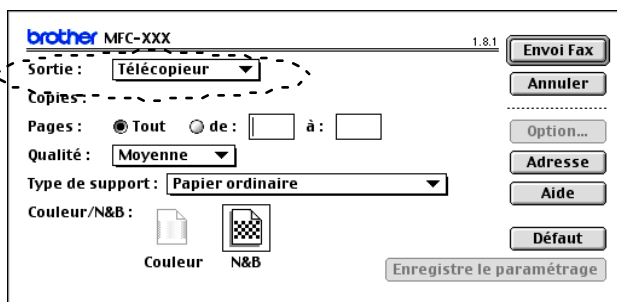 brother MFC-XXX
1.8.1
Envoi Fax
Sortie : Télécopieur
Annuler
Copies :
Pages : Tout de : à :
Option...
Qualité : Moyenne
Adresse
Type de support : Papier ordinaire
Aide
Couleur/N&B :
Défaut
Couleur N&B
Enregistre le paramétrage